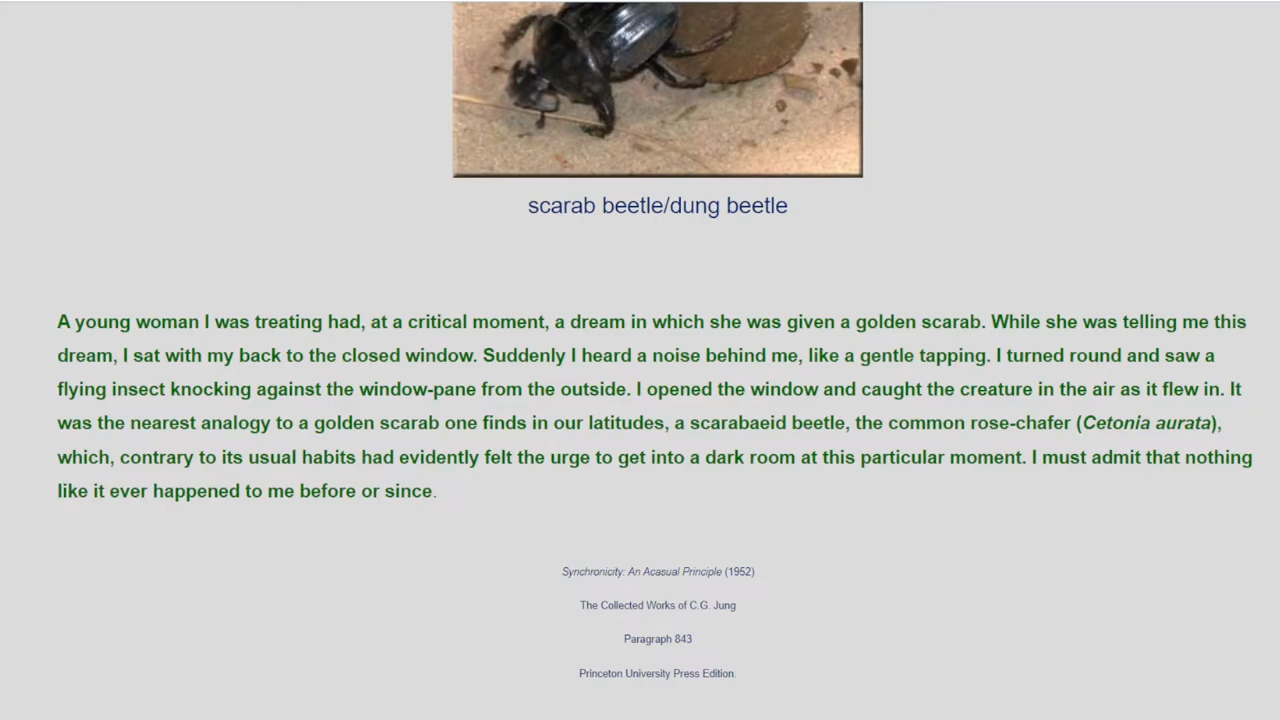 scarab beetle/dung beetle
A young woman I was treating had, at a critical moment, a dream in which she was given a golden scarab. While she was telling me this
dream, I sat with my back to the closed window. Suddenly I heard a noise behind me, like a gentle tapping. I turned round and saw a
flying insect knocking against the window-pane from the outside. I opened the window and caught the creature in the air as it flew in. It
was the nearest analogy to a golden scarab one finds in our latitudes, a scarabaeid beetle, the common rose-chafer (Cetonia aurata),
which, contrary to its usual habits had evidently felt the urge to get into a dark room at this particular moment. I must admit that nothing
like it ever happened to me before or since.
Synchronicity: An Acasual Principle (1952)
The Collected Works of C.G. Jung
Paragraph 843
Princeton University Press Edition.